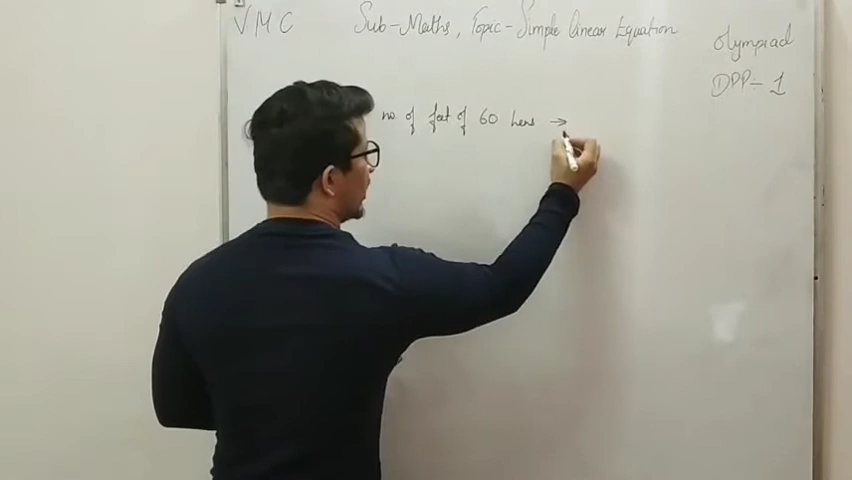 VMC
Sub-Maths, Topic-Simple linear Equation
Olympiad
DPP:- 1
no of feet of 60 hens →